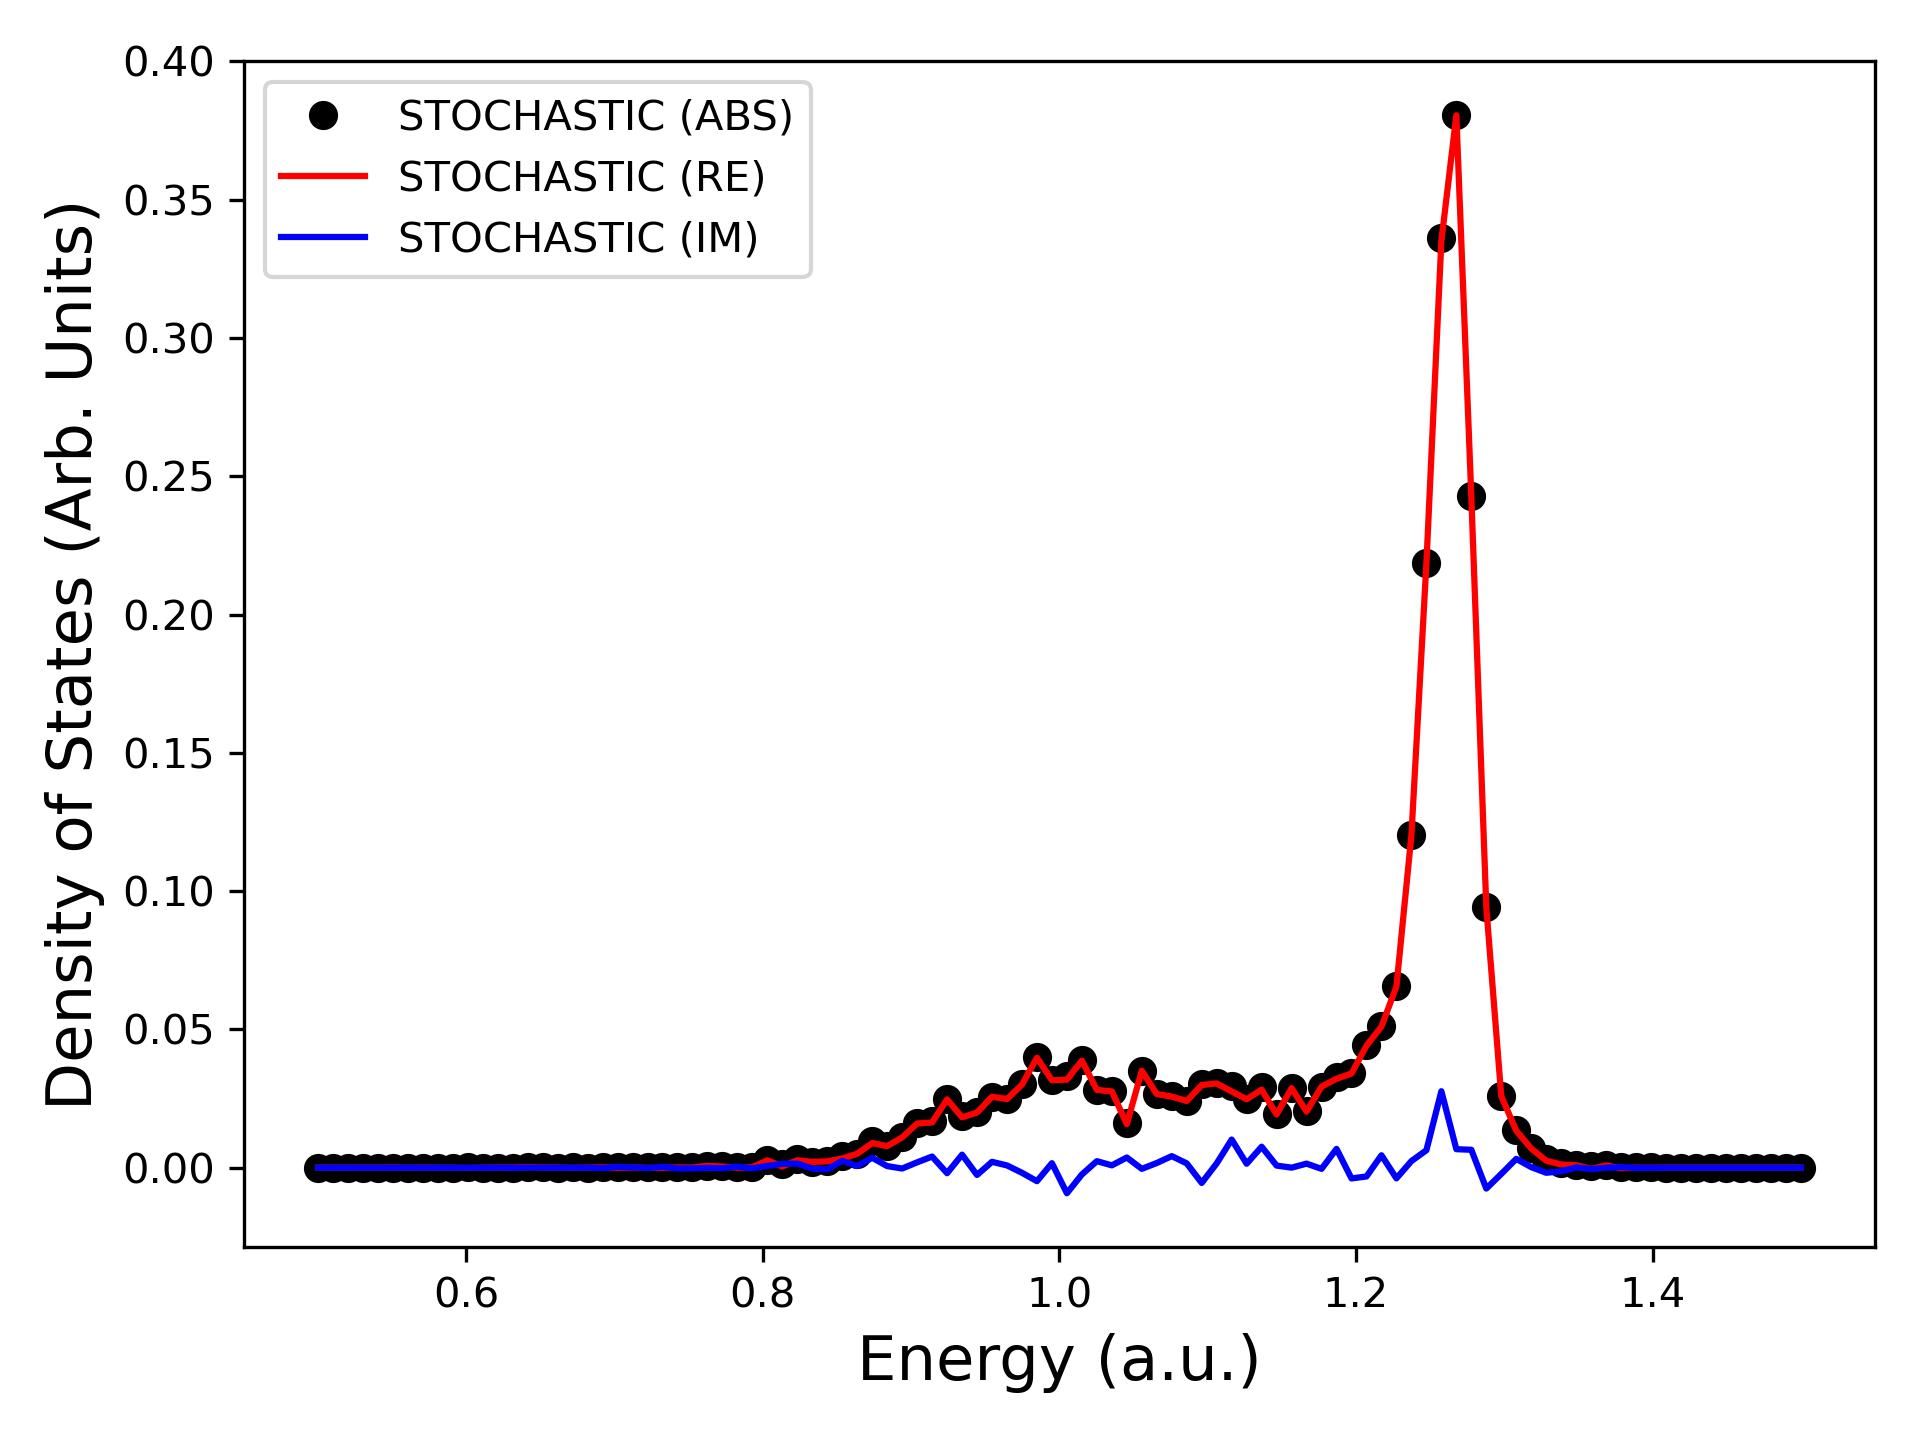 0.40
STOCHASTIC (ABS)
STOCHASTIC (RE)
STOCHASTIC (IM)
0.35
0.30
0.25
0.20
0.15
0.10
0.05
0.00
Density of States (Arb. Units)
0.6 0.8 1.0 1.2 1.4
Energy (a.u.)